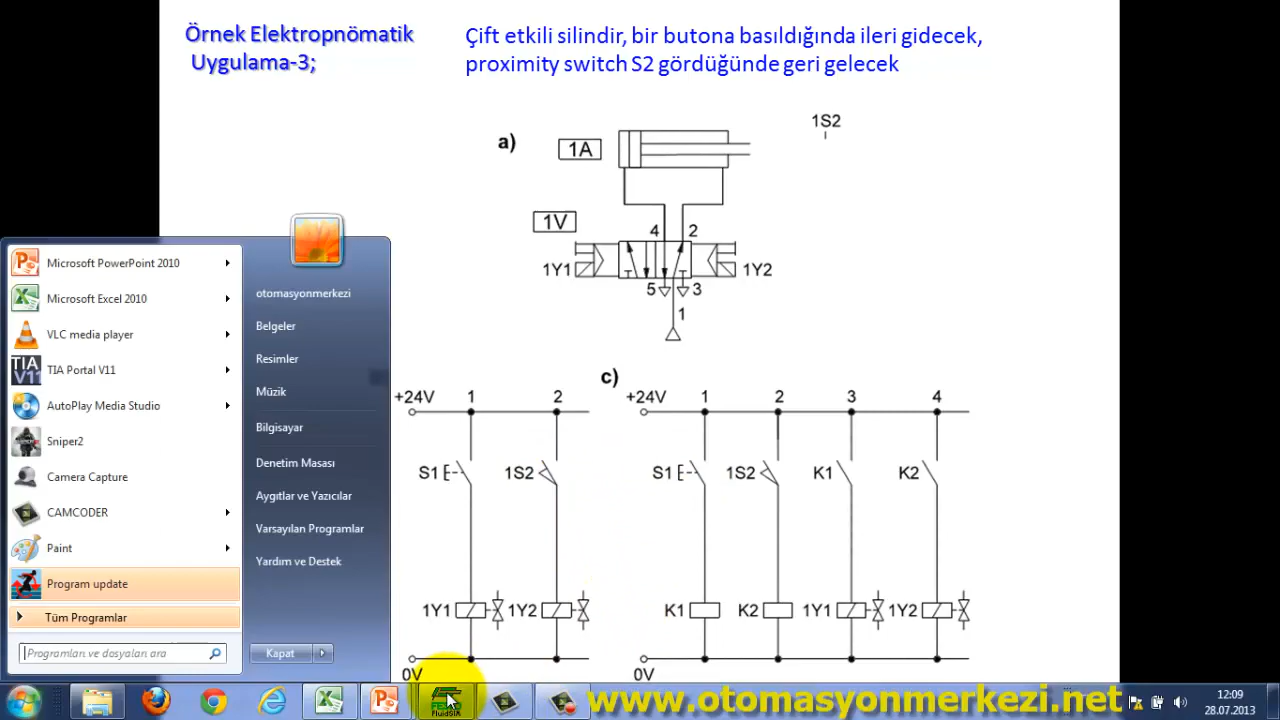 Örnek Elektropnömatik
Uygulama-3;
Çift etkili silindir, bir butona basıldığında ileri gidecek,
proximity switch S2 gördüğünde geri gelecek
1S2
a)
1A
1V
4
2
1Y1
1Y2
5
3
1
c)
+24V
1
2
+24V
1
2
3
4
S1
1S2
S1
1S2
K1
K2
1Y1
1Y2
K1
K2
1Y1
1Y2
0V
0V
Microsoft PowerPoint 2010
Microsoft Excel 2010
VLC media player
TIA Portal V11
AutoPlay Media Studio
Sniper2
Camera Capture
CAMCODER
Paint
Program update
Tüm Programlar
Programları ve dosyaları ara
otomasyonmerkezi
Belgeler
Resimler
Müzik
Bilgisayar
Denetim Masası
Aygıtlar ve Yazıcılar
Varsayılan Programlar
Yardım ve Destek
Kapat
TIA
V11
FluidSIM
www.otomasyonmerkezi.net
12:09
28.07.2013